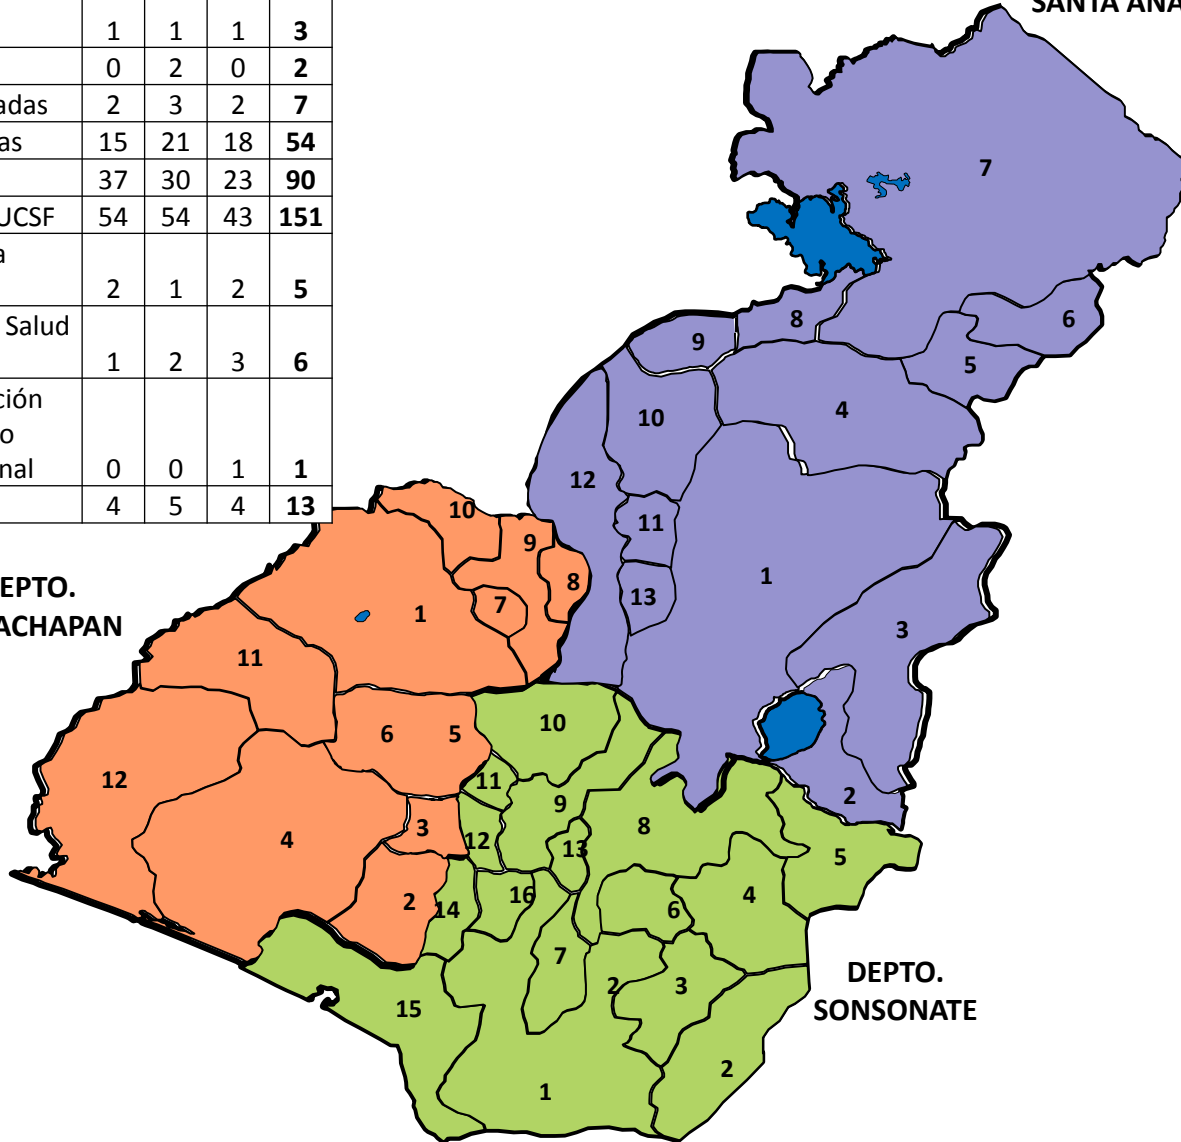 SANTA ANA
1 1 1 3
0 2 0 2
adas 2 3 2 7
as 15 21 18 54
37 30 23 90
UCSF 54 54 43 151
a
2 1 2 5
Salud
1 2 3 6
ción
o
nal 0 0 1 1
4 5 4 13
7
8
6
9
5
10
4
12
11
13
1
3
2
EPTO.
ACHAPAN
10
9
8
7
1
11
6
5
12
3
4
2
10
11
9
12
13
8
5
14
16
6
4
7
2
3
15
2
1
DEPTO.
SONSONATE